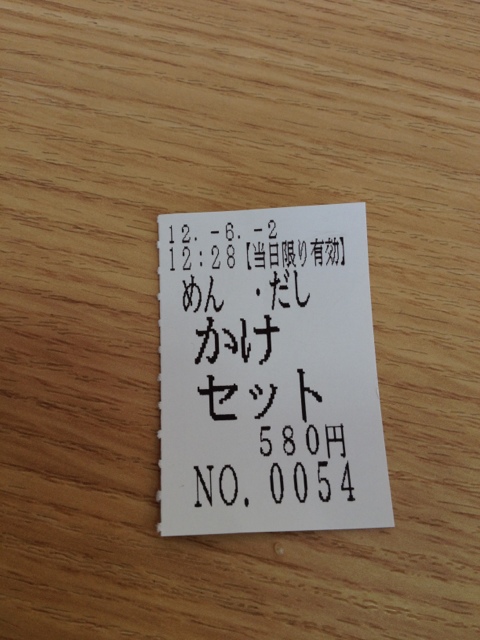 12.-6.-2
12:28【当日限り有効】
めん ・だし
かけ
セット
580円
NO.0054